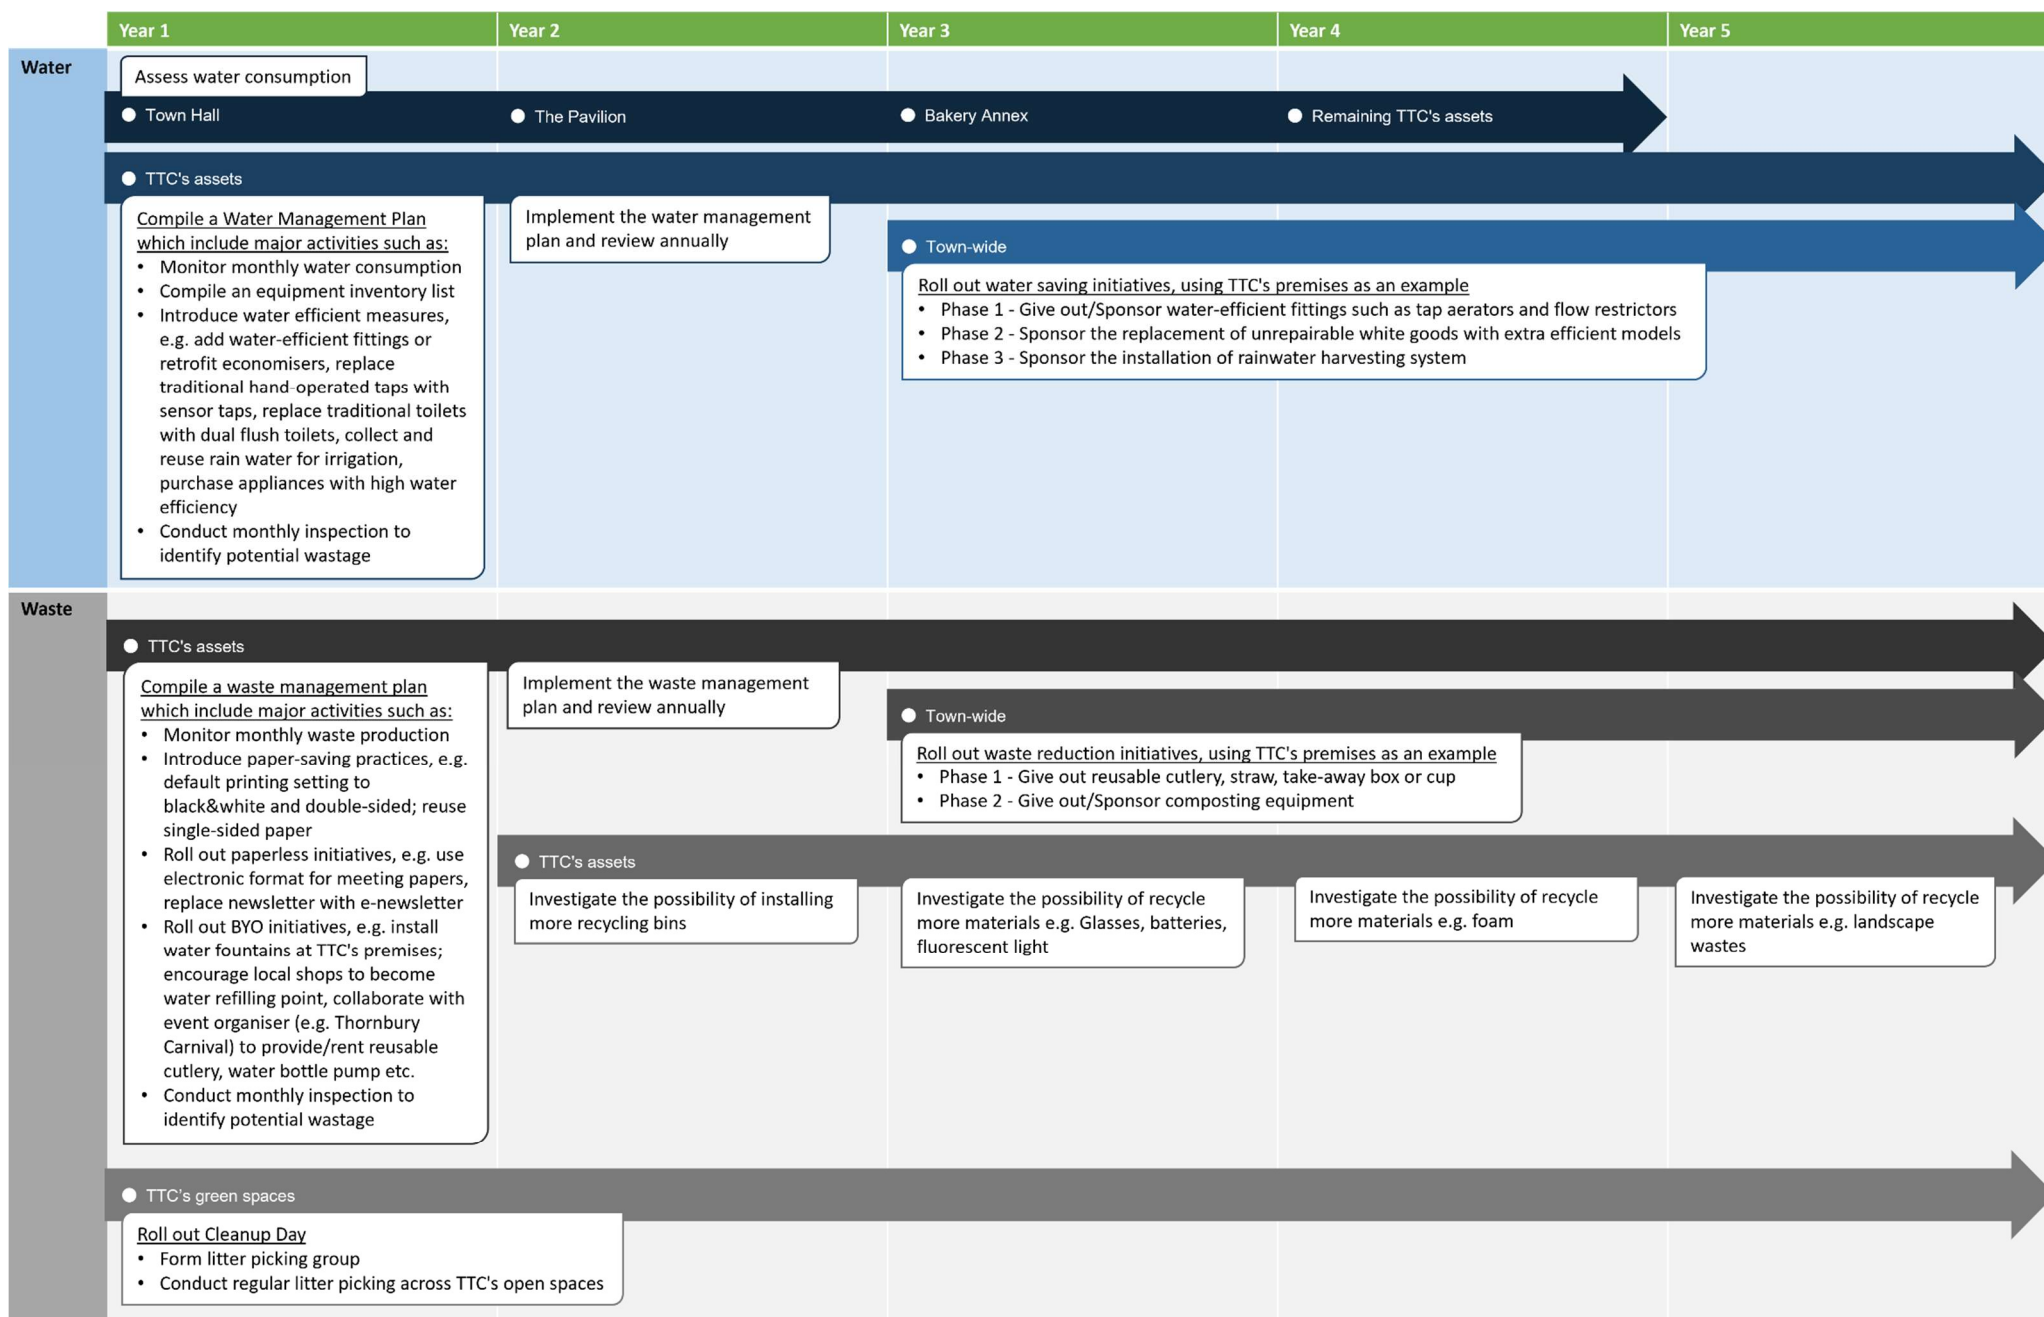 Year 1
Year 2
Year 3
Year 4
Year 5
Water
Assess water consumption
Town Hall
The Pavilion
Bakery Annex
Remaining TTC's assets
TTC's assets
Compile a Water Management Plan
which include major activities such as:
• Monitor monthly water consumption
• Compile an equipment inventory list
• Introduce water efficient measures,
e.g. add water-efficient fittings or
retrofit economisers, replace
traditional hand-operated taps with
sensor taps, replace traditional toilets
with dual flush toilets, collect and
reuse rain water for irrigation,
purchase appliances with high water
efficiency
• Conduct monthly inspection to
identify potential wastage
Implement the water management
plan and review annually
Town-wide
Roll out water saving initiatives, using TTC's premises as an example
• Phase 1 - Give out/Sponsor water-efficient fittings such as tap aerators and flow restrictors
• Phase 2 - Sponsor the replacement of unrepairable white goods with extra efficient models
• Phase 3 - Sponsor the installation of rainwater harvesting system
Waste
TTC's assets
Compile a waste management plan
which include major activities such as:
• Monitor monthly waste production
• Introduce paper-saving practices, e.g.
default printing setting to
black&white and double-sided; reuse
single-sided paper
• Roll out paperless initiatives, e.g. use
electronic format for meeting papers,
replace newsletter with e-newsletter
• Roll out BYO initiatives, e.g. install
water fountains at TTC's premises;
encourage local shops to become
water refilling point, collaborate with
event organiser (e.g. Thornbury
Carnival) to provide/rent reusable
cutlery, water bottle pump etc.
• Conduct monthly inspection to
identify potential wastage
Implement the waste management
plan and review annually
Town-wide
Roll out waste reduction initiatives, using TTC's premises as an example
• Phase 1 - Give out reusable cutlery, straw, take-away box or cup
• Phase 2 - Give out/Sponsor composting equipment
TTC's assets
Investigate the possibility of installing
more recycling bins
Investigate the possibility of recycle
more materials e.g. Glasses, batteries,
fluorescent light
Investigate the possibility of recycle
more materials e.g. foam
Investigate the possibility of recycle
more materials e.g. landscape
wastes
TTC's green spaces
Roll out Cleanup Day
• Form litter picking group
• Conduct regular litter picking across TTC's open spaces